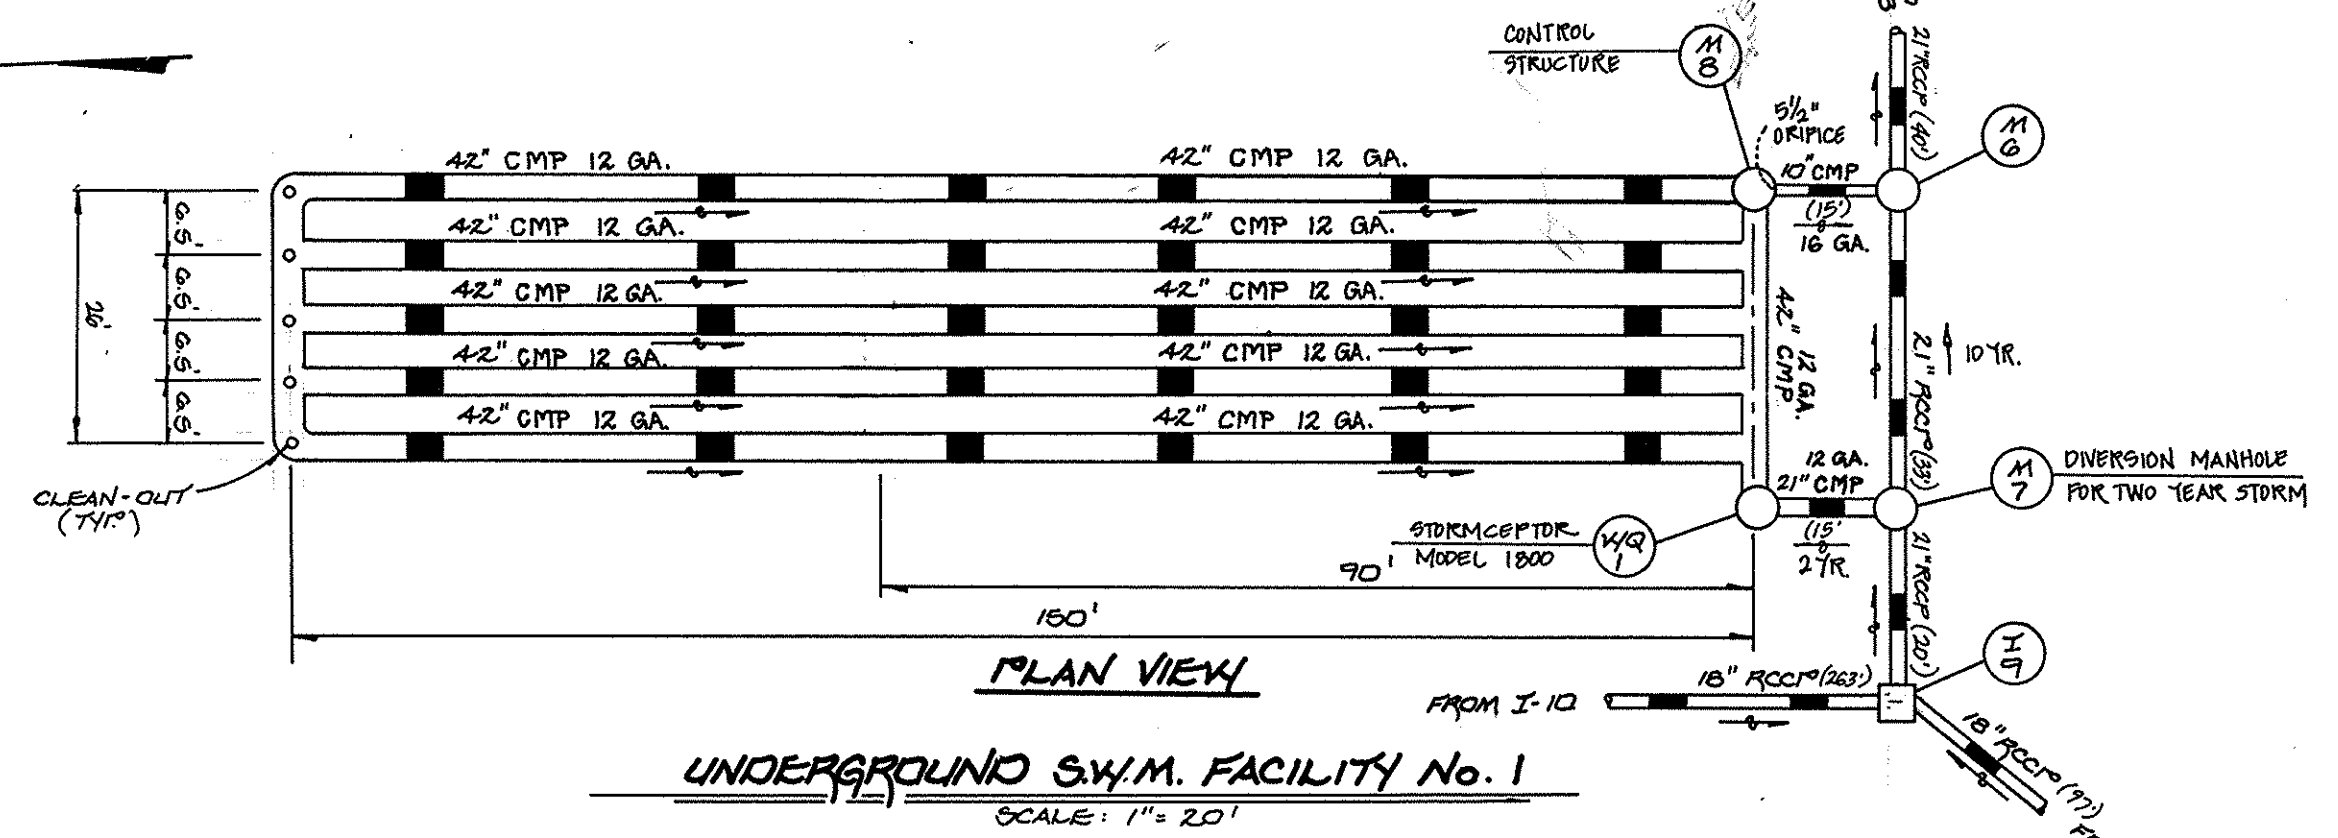 CONTROL
STRUCTURE
M
8
5½"
ORIFICE
10" CMP
(15')
16 GA.
21" RCCP (40')
M
6
42" CMP 12 GA.
42" CMP 12 GA.
42" CMP 12 GA.
42" CMP 12 GA.
42" CMP 12 GA.
42" CMP 12 GA.
42" CMP 12 GA.
42" CMP 12 GA.
42" CMP 12 GA.
42" CMP 12 GA.
6.5'
6.5'
6.5'
6.5'
26'
CLEAN-OUT
(TYP.)
42" CMP
12 GA.
21" RCCP (33')
10 YR.
12 GA.
21" CMP
(15'
2 YR.
M
7
DIVERSION MANHOLE
FOR TWO YEAR STORM
STORMCEPTOR
MODEL 1800
W/Q
1
90'
150'
21" RCCP (20')
I
9
PLAN VIEW
FROM I-10
18" RCCP (263')
18" RCCP (97')
UNDERGROUND S.W.M. FACILITY No. 1
SCALE: 1" = 20'